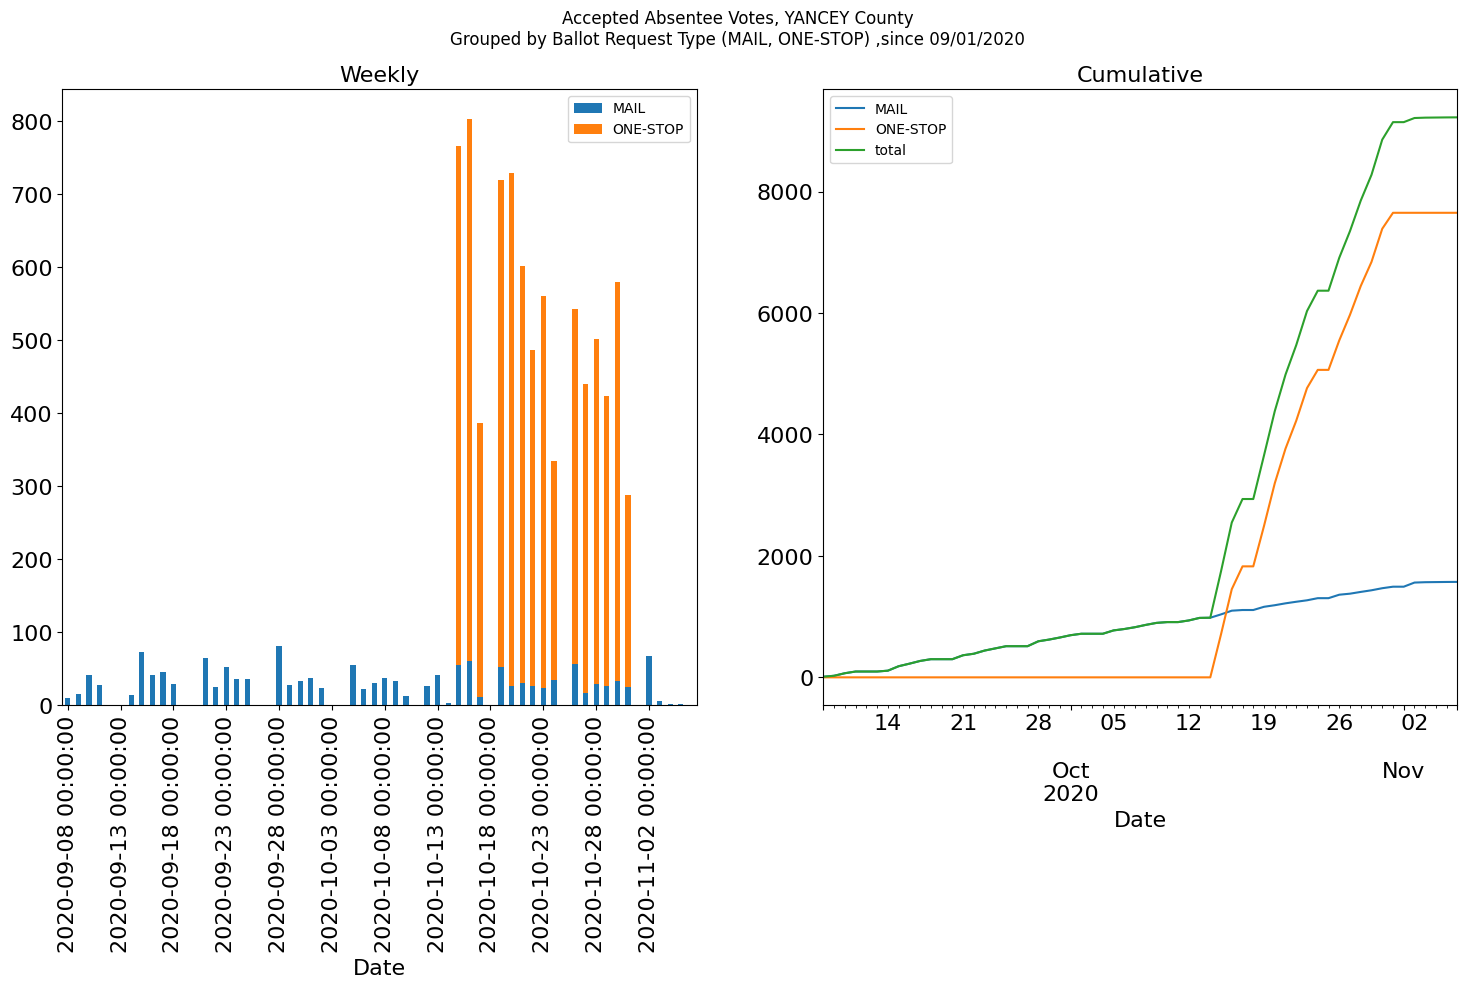 Accepted Absentee Votes, YANCEY County
Grouped by Ballot Request Type (MAIL, ONE-STOP) ,since 09/01/2020
Weekly
MAIL
ONE-STOP
800
700
600
500
400
300
200
100
0
2020-09-08 00:00:00
2020-09-13 00:00:00
2020-09-18 00:00:00
2020-09-23 00:00:00
2020-09-28 00:00:00
2020-10-03 00:00:00
2020-10-08 00:00:00
2020-10-13 00:00:00
2020-10-18 00:00:00
2020-10-23 00:00:00
2020-10-28 00:00:00
2020-11-02 00:00:00
Date
Cumulative
MAIL
ONE-STOP
total
8000
6000
4000
2000
0
14 21 28 05 12 19 26 02
Oct Nov
2020
Date